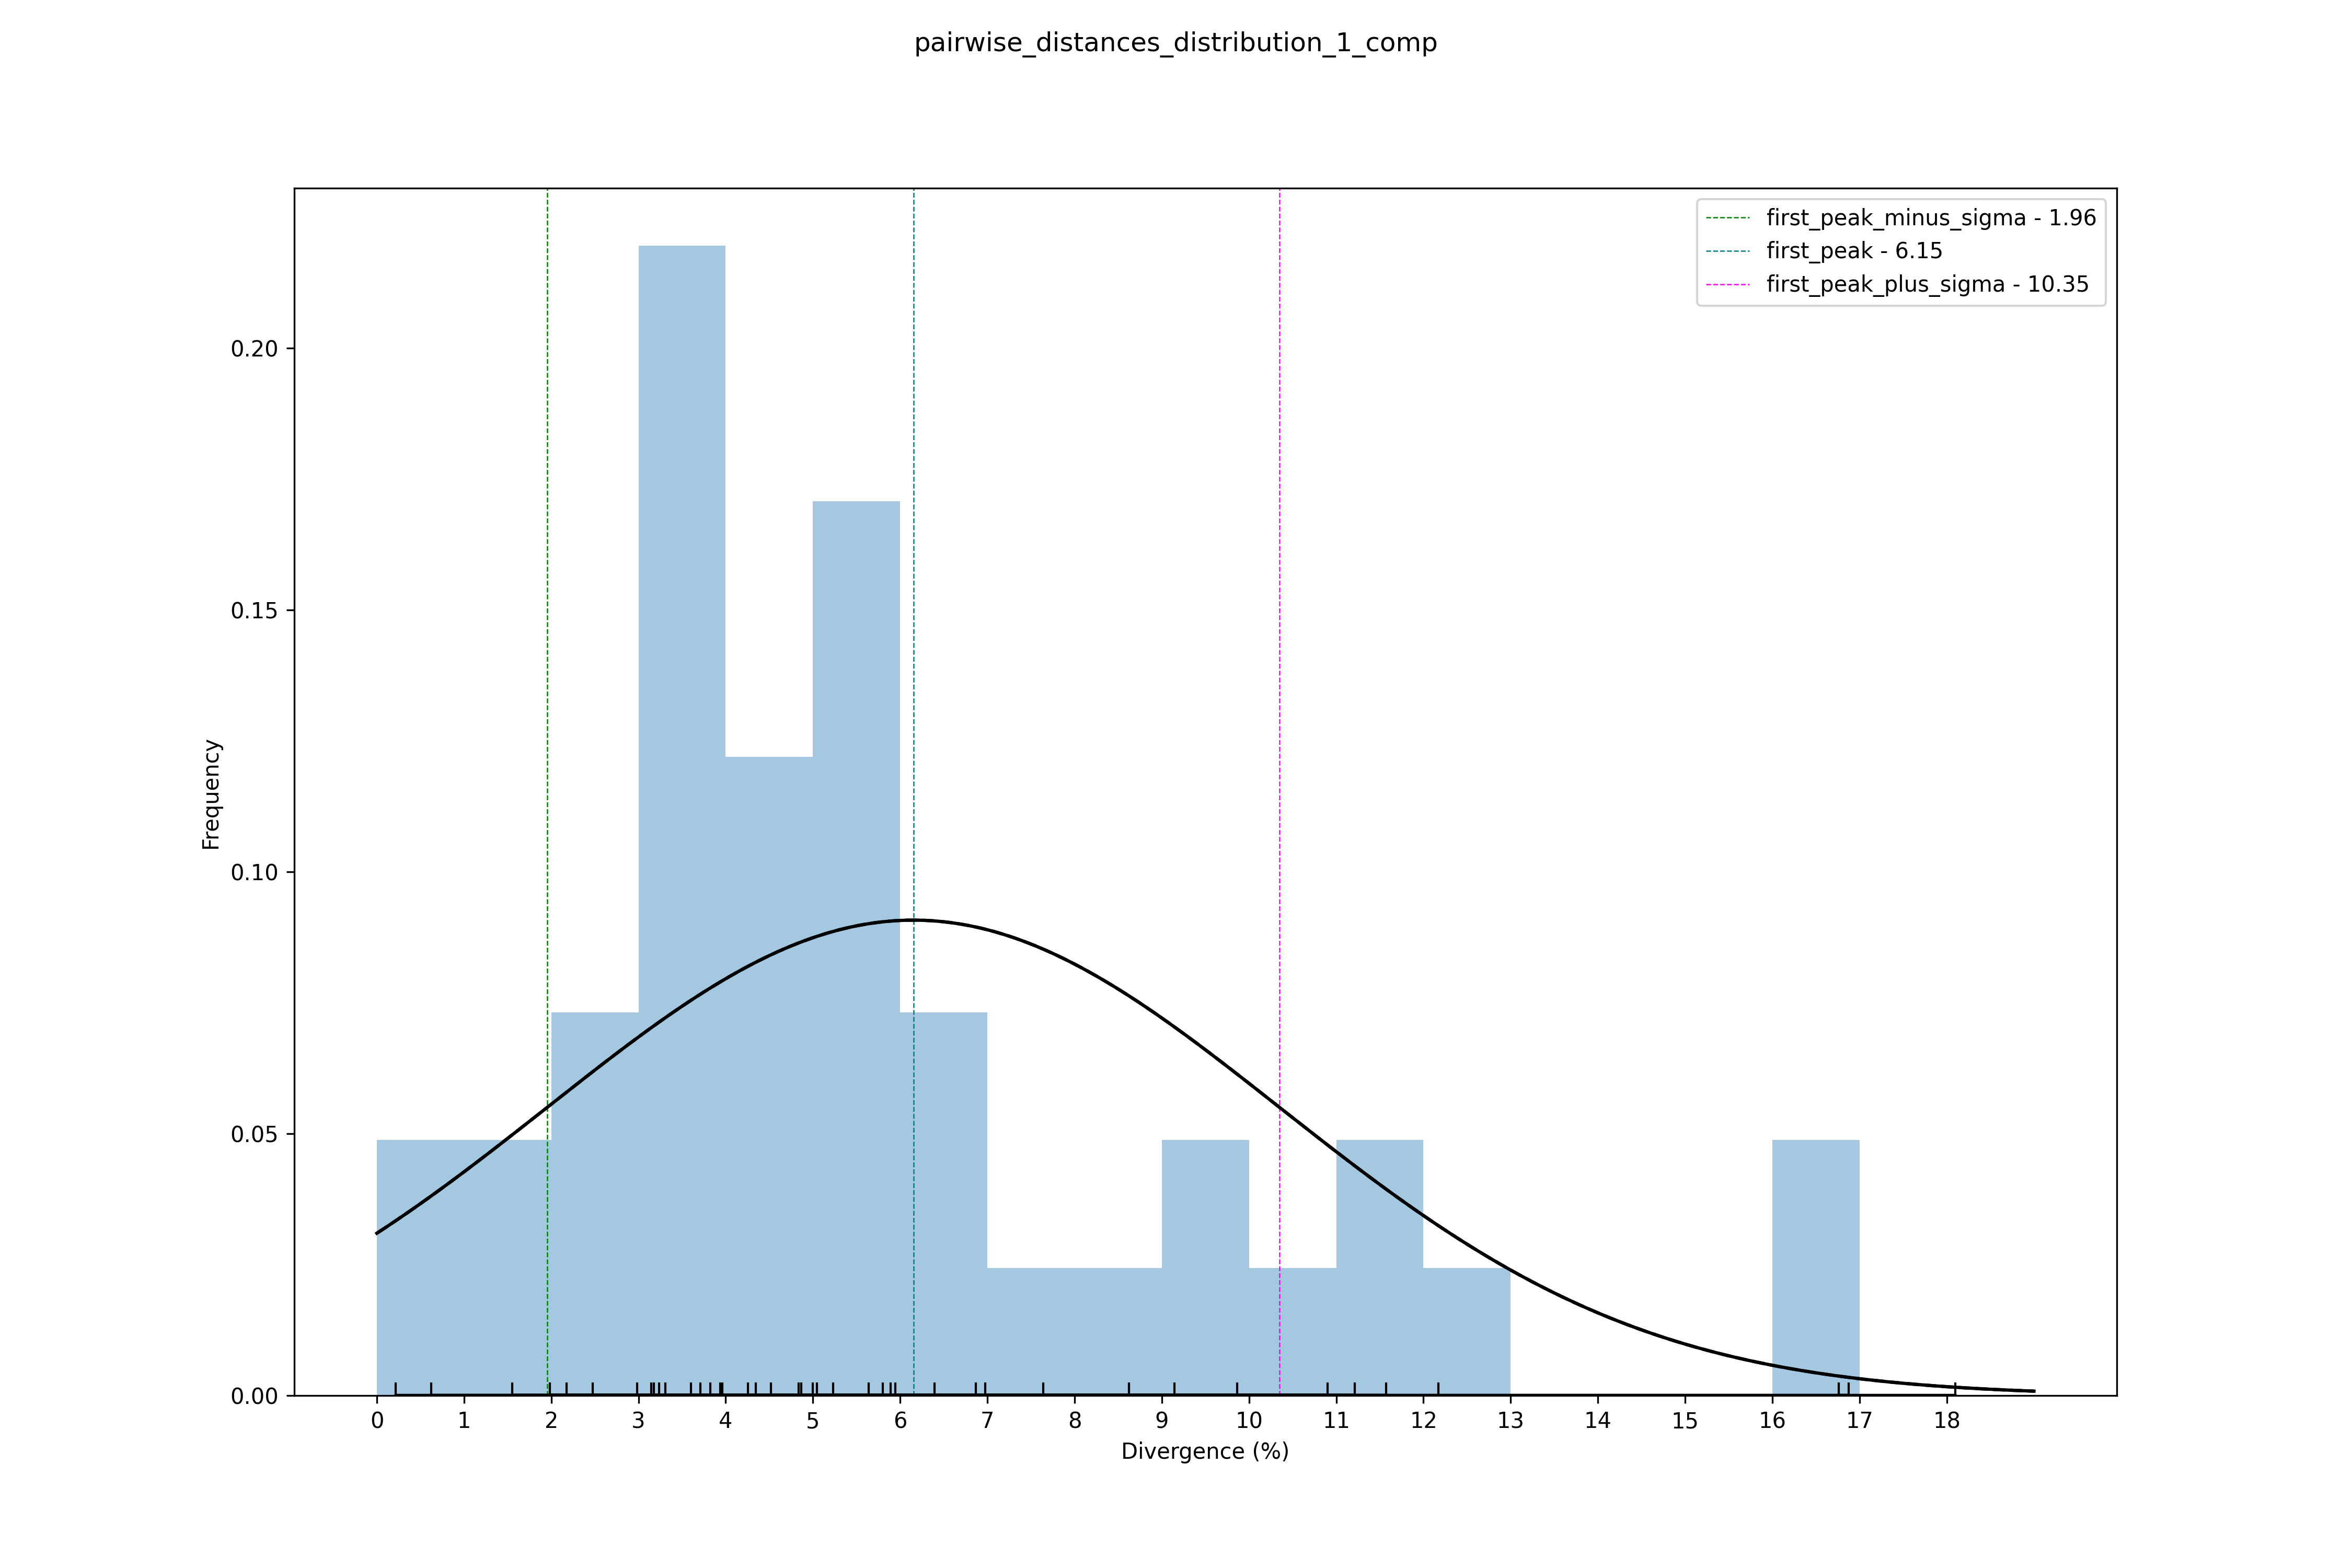 pairwise_distances_distribution_1_comp
first_peak_minus_sigma - 1.96
first_peak - 6.15
first_peak_plus_sigma - 10.35
Frequency
0.20
0.15
0.10
0.05
0.00
0 1 2 3 4 5 6 7 8 9 10 11 12 13 14 15 16 17 18
Divergence (%)